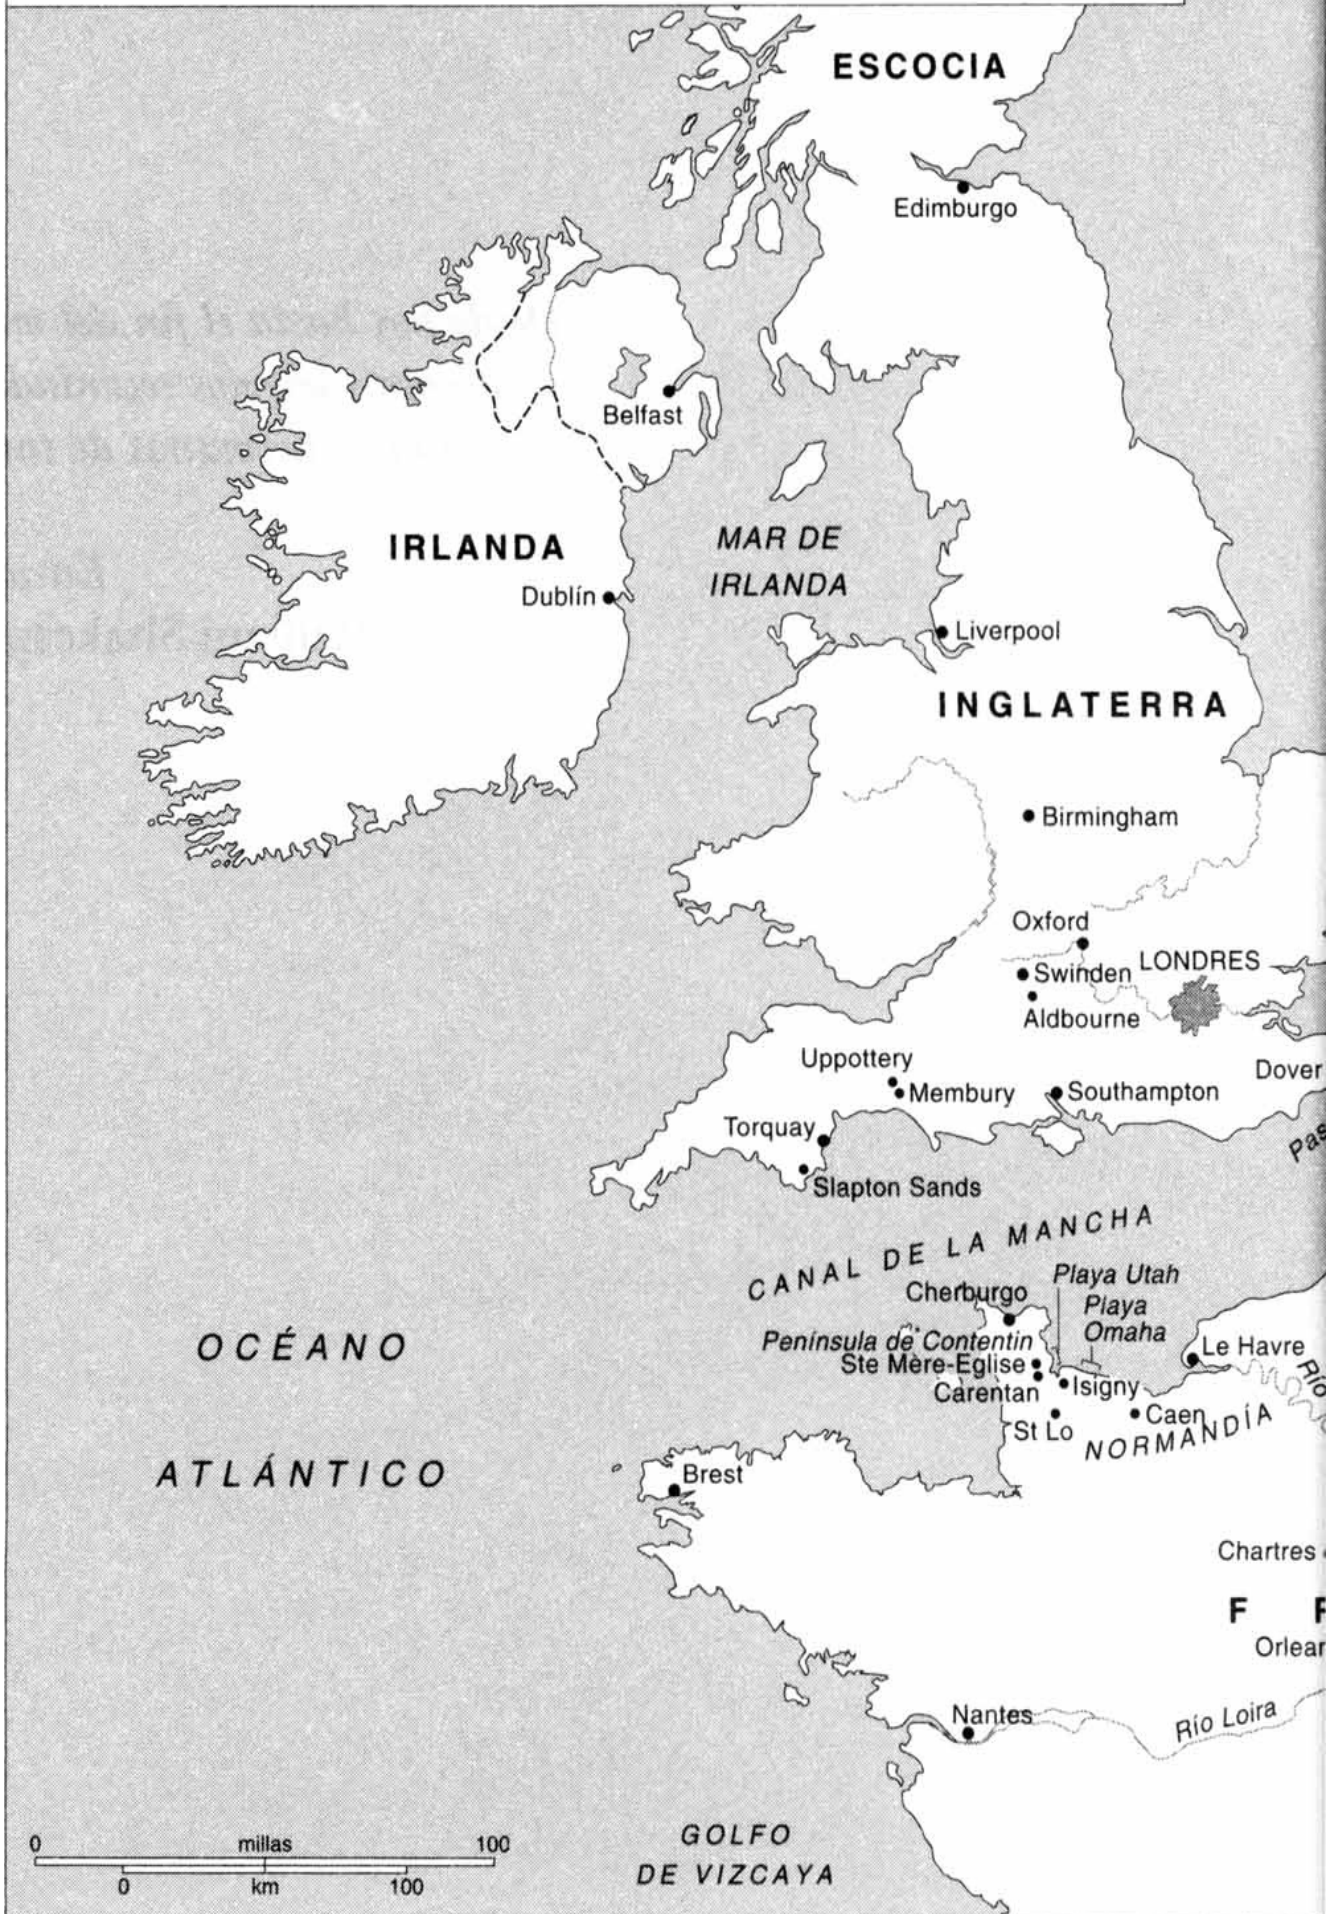 ESCOCIA
Edimburgo
Belfast
IRLANDA
MAR DE
IRLANDA
Dublín
Liverpool
INGLATERRA
Birmingham
Oxford
Swinden
LONDRES
Aldbourne
Uppottery
Membury
Southampton
Dover
Torquay
Slapton Sands
Pas
CANAL DE LA MANCHA
Cherburgo
Playa Utah
Playa
Omaha
Península de Contentin
Ste Mère-Eglise
Carentan
Isigny
Le Havre
Río
St Lo
Caen
NORMANDÍA
OCÉANO
ATLÁNTICO
Brest
Chartres
F
Orlean
Nantes
Río Loira
GOLFO
DE VIZCAYA
0 millas 100
0 km 100